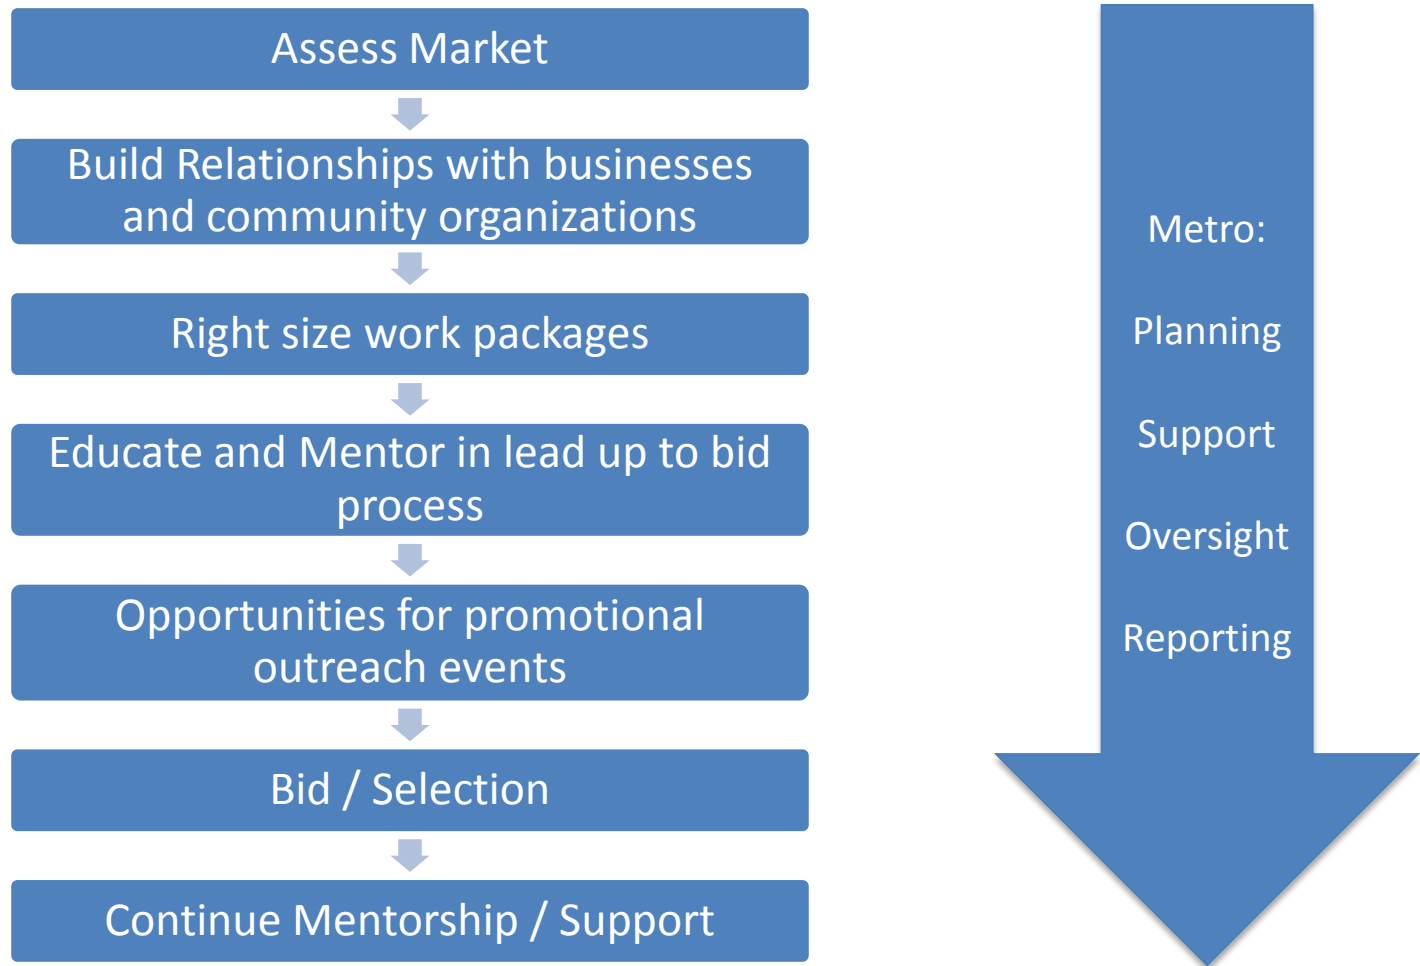 Assess Market
Build Relationships with businesses
and community organizations
Right size work packages
Educate and Mentor in lead up to bid
process
Opportunities for promotional
outreach events
Bid / Selection
Continue Mentorship / Support
Metro:
Planning
Support
Oversight
Reporting